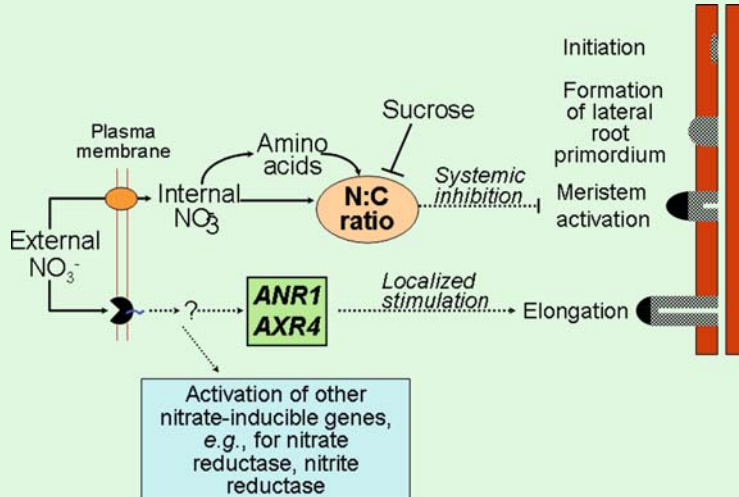 Initiation
Formation
of lateral
root
primordium
Sucrose
Plasma
membrane
Amino
acids
Internal
NO3-
N:C
ratio
Systemic
inhibition
Meristem
activation
External
NO3-
?
ANR1
AXR4
Localized
stimulation
Elongation
Activation of other
nitrate-inducible genes,
e.g., for nitrate
reductase, nitrite
reductase